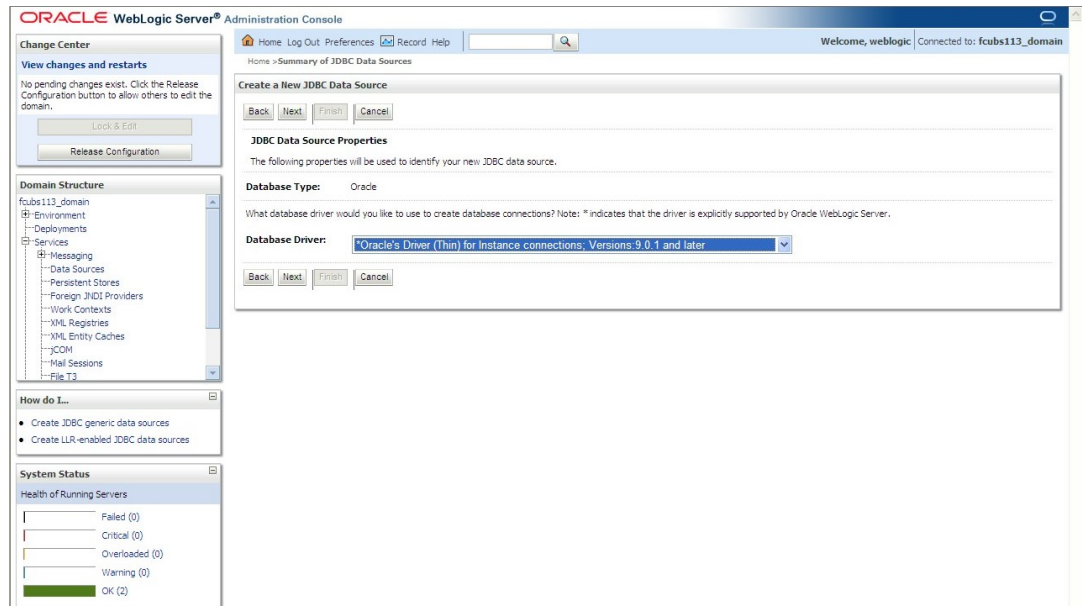 ORACLE WebLogic Server® Administration Console
Change Center
View changes and restarts
No pending changes exist. Click the Release
Configuration button to allow others to edit the
domain.
Lock & Edit
Release Configuration
Domain Structure
fcubs113_domain
Environment
Deployments
Services
Messaging
Data Sources
Persistent Stores
Foreign JNDI Providers
Work Contexts
XML Registries
XML Entity Caches
jCOM
Mail Sessions
File T3
How do I...
Create JDBC generic data sources
Create LLR-enabled JDBC data sources
System Status
Health of Running Servers
Failed (0)
Critical (0)
Overloaded (0)
Warning (0)
OK (2)
Home Log Out Preferences Record Help
Welcome, weblogic Connected to: fcubs113_domain
Home >Summary of JDBC Data Sources
Create a New JDBC Data Source
Back Next Finish Cancel
JDBC Data Source Properties
The following properties will be used to identify your new JDBC data source.
Database Type: Oracle
What database driver would you like to use to create database connections? Note: * indicates that the driver is explicitly supported by Oracle WebLogic Server.
Database Driver: *Oracle's Driver (Thin) for Instance connections; Versions:9.0.1 and later
Back Next Finish Cancel